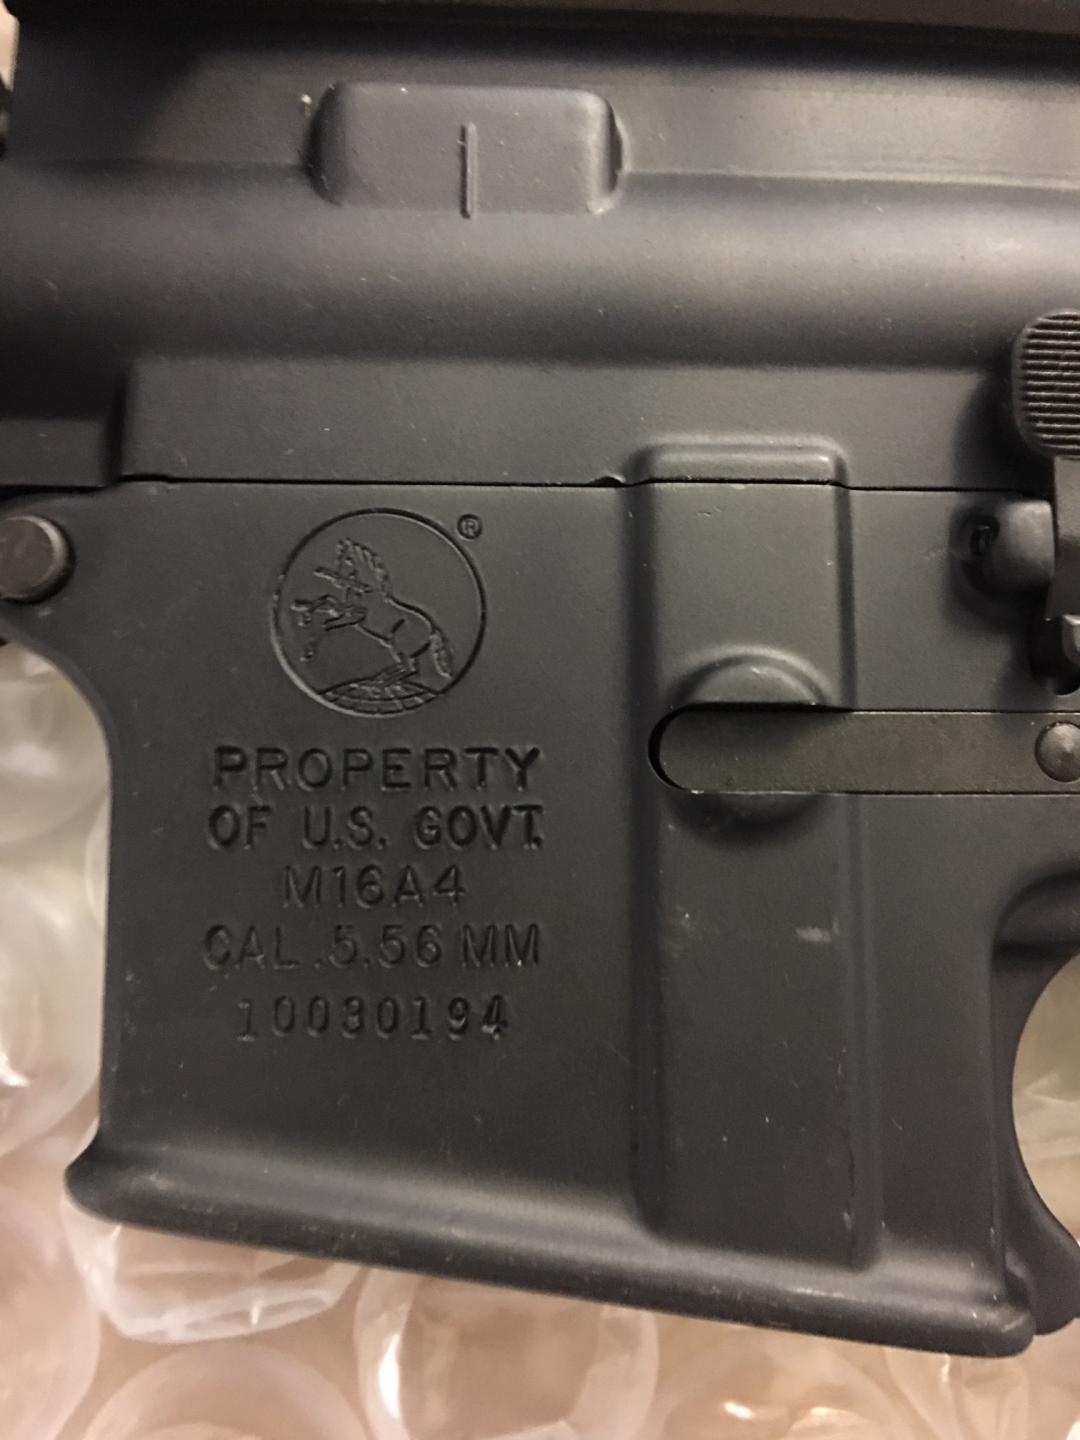 ®
PROPERTY
OF U.S. GOVT.
M16A4
CAL .5.56 MM
10030194